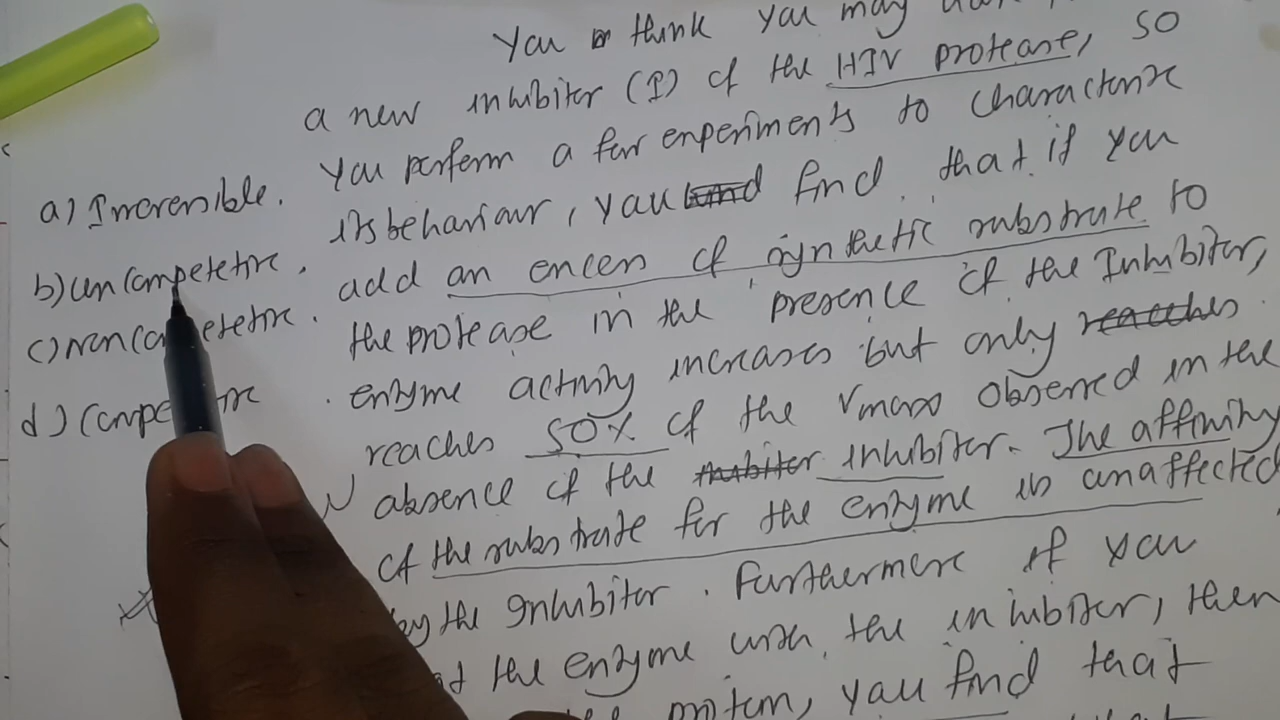 You think you may
a new inhibitor (I) of the HIV protease, so
You perform a few experiments to characterize
its behaviour, you find that if you
add an excess of synthetic substrate to
the protease in the presence of the Inhibitor,
enzyme activity increases but only reaches
reaches 50% of the Vmax observed in the
absence of the inhibitor. The affinity
of the substrate for the enzyme is unaffected
by the Inhibitor. Furthermore if you
the enzyme with the inhibitor, then
you find that
a) Irreversible.
b) uncompetetive.
c) noncompetetive.
d)